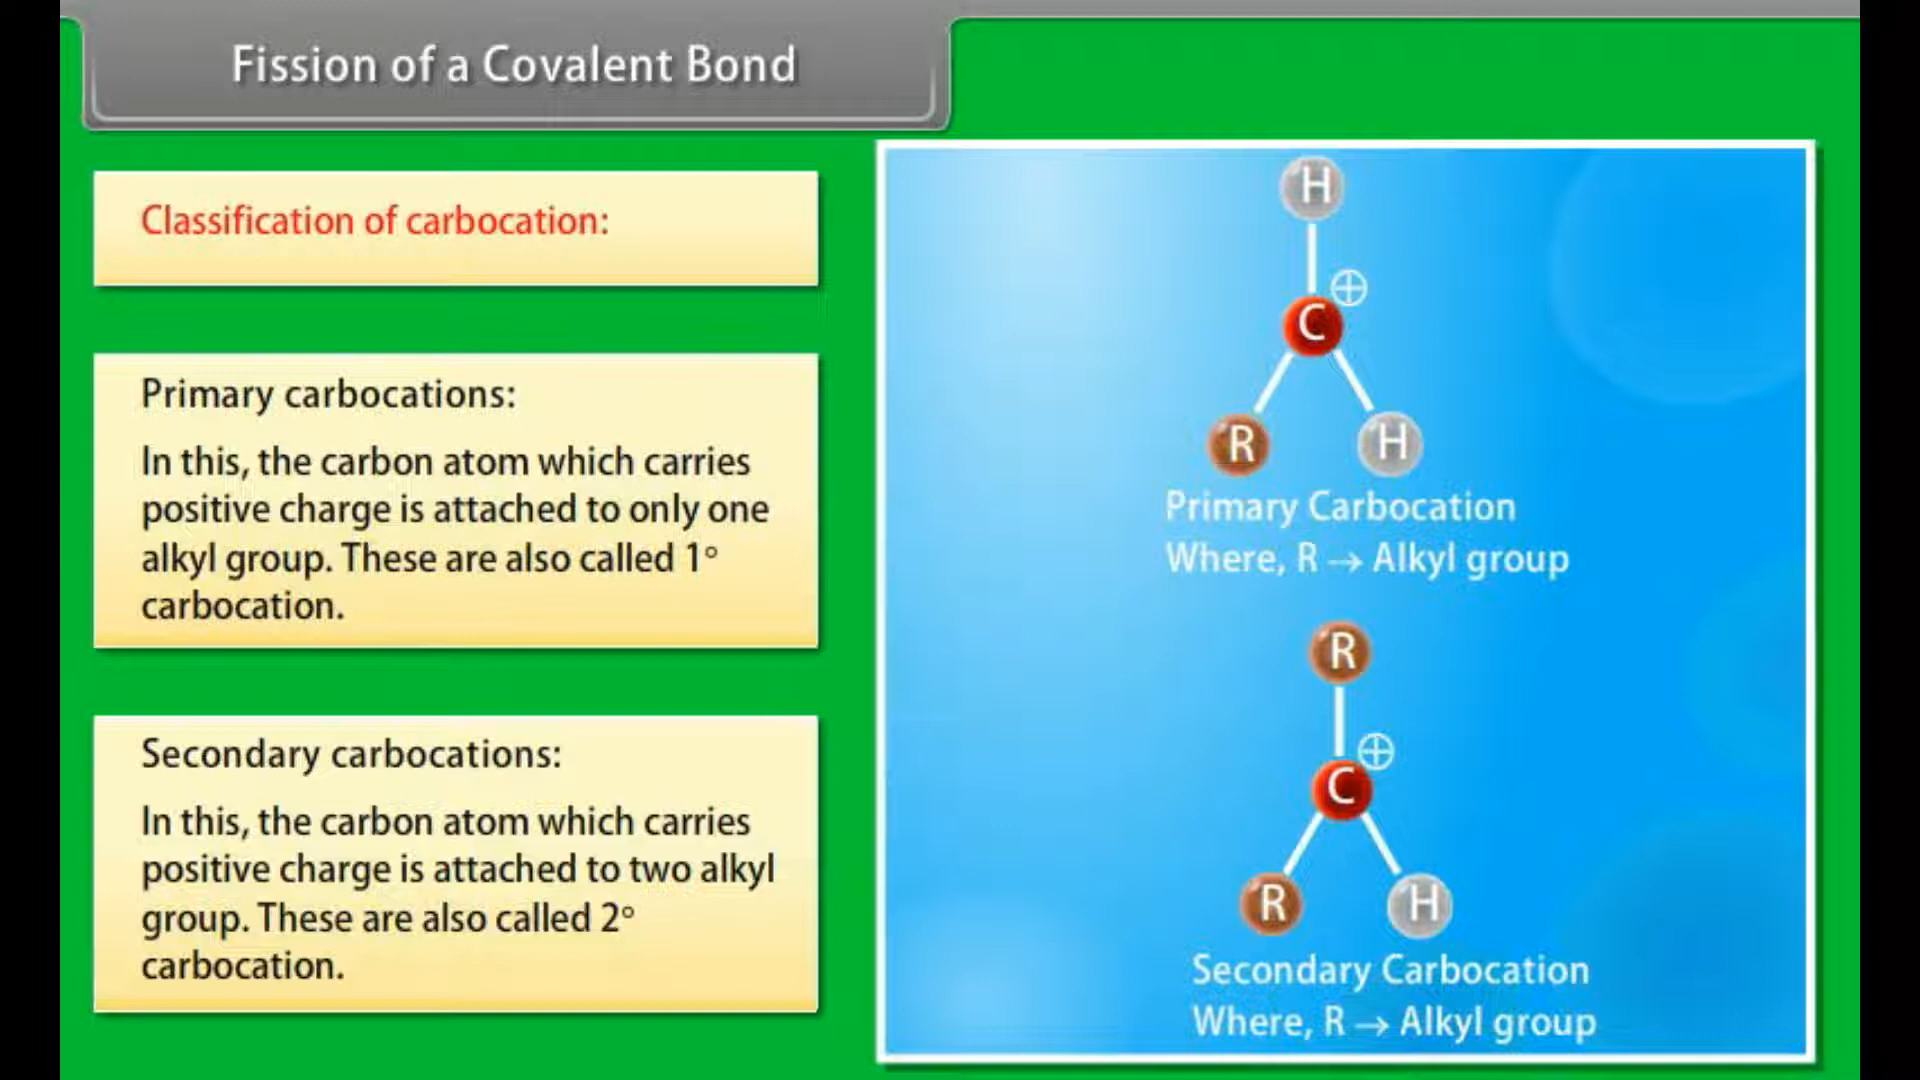 Fission of a Covalent Bond
Classification of carbocation:
Primary carbocations:
In this, the carbon atom which carries
positive charge is attached to only one
alkyl group. These are also called 1°
carbocation.
Secondary carbocations:
In this, the carbon atom which carries
positive charge is attached to two alkyl
group. These are also called 2°
carbocation.
H
⊕
C
R H
Primary Carbocation
Where, R → Alkyl group
R
⊕
C
R H
Secondary Carbocation
Where, R → Alkyl group